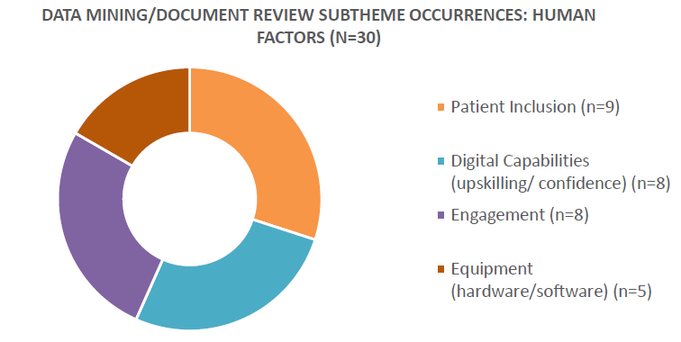 DATA MINING/DOCUMENT REVIEW SUBTHEME OCCURRENCES: HUMAN
FACTORS (N=30)
Patient Inclusion (n=9)
Digital Capabilities
(upskilling/ confidence) (n=8)
Engagement (n=8)
Equipment
(hardware/software) (n=5)